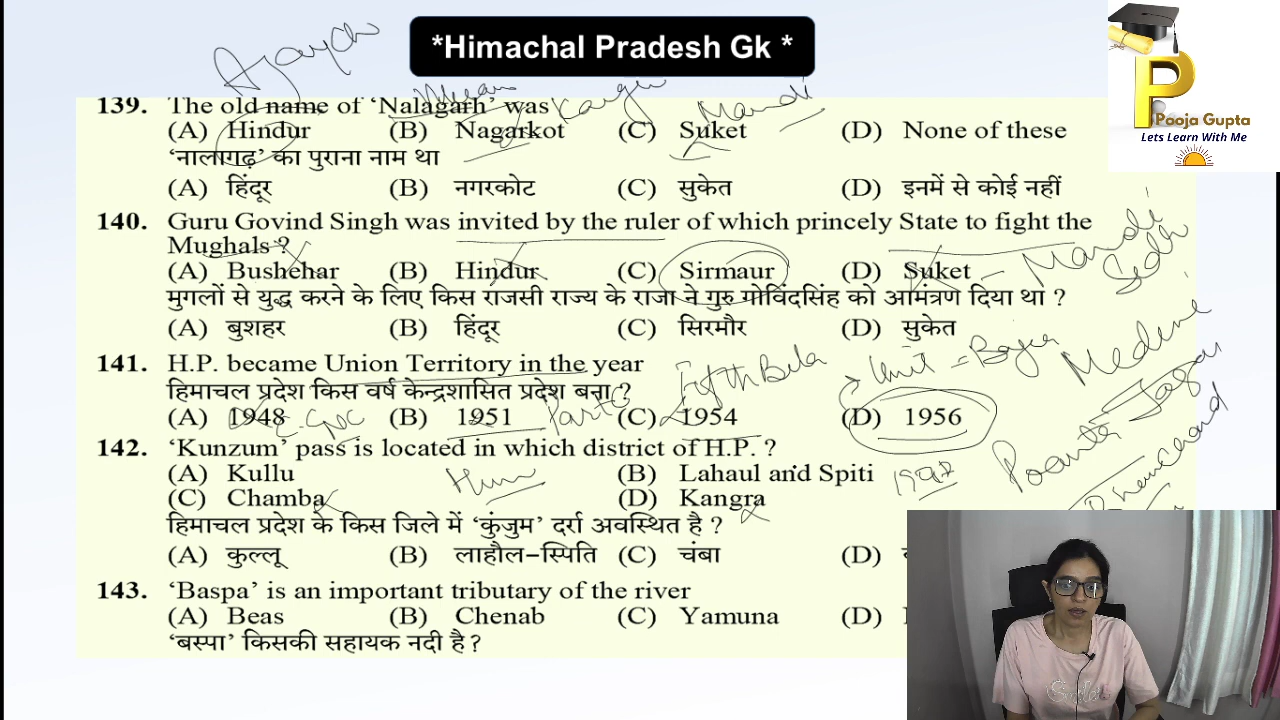 *Himachal Pradesh Gk *
Pooja Gupta
Lets Learn With Me
Mandi
139. The old name of 'Nalagarh' was
(A) Hindur (B) Nagarkot (C) Suket (D) None of these
'नालागढ़' का पुराना नाम था
(A) हिंदूर (B) नगरकोट (C) सुकेत (D) इनमें से कोई नहीं
140. Guru Govind Singh was invited by the ruler of which princely State to fight the
Mughals ?
(A) Bushehar (B) Hindur (C) Sirmaur (D) Suket
Mandi
मुगलों से युद्ध करने के लिए किस राजसी राज्य के राजा ने गुरु गोविंदसिंह को आमंत्रण दिया था ?
(A) बुशहर (B) हिंदूर (C) सिरमौर (D) सुकेत
141. H.P. became Union Territory in the year
हिमाचल प्रदेश किस वर्ष केन्द्रशासित प्रदेश बना ?
(A) 1948 (B) 1951 (C) 1954 (D) 1956
142. 'Kunzum' pass is located in which district of H.P. ?
(A) Kullu (B) Lahaul and Spiti
(C) Chamba (D) Kangra
हिमाचल प्रदेश के किस जिले में 'कुंजुम' दर्रा अवस्थित है ?
(A) कुल्लू (B) लाहौल-स्पिति (C) चंबा (D)
143. 'Baspa' is an important tributary of the river
(A) Beas (B) Chenab (C) Yamuna (D)
'बस्पा' किसकी सहायक नदी है ?